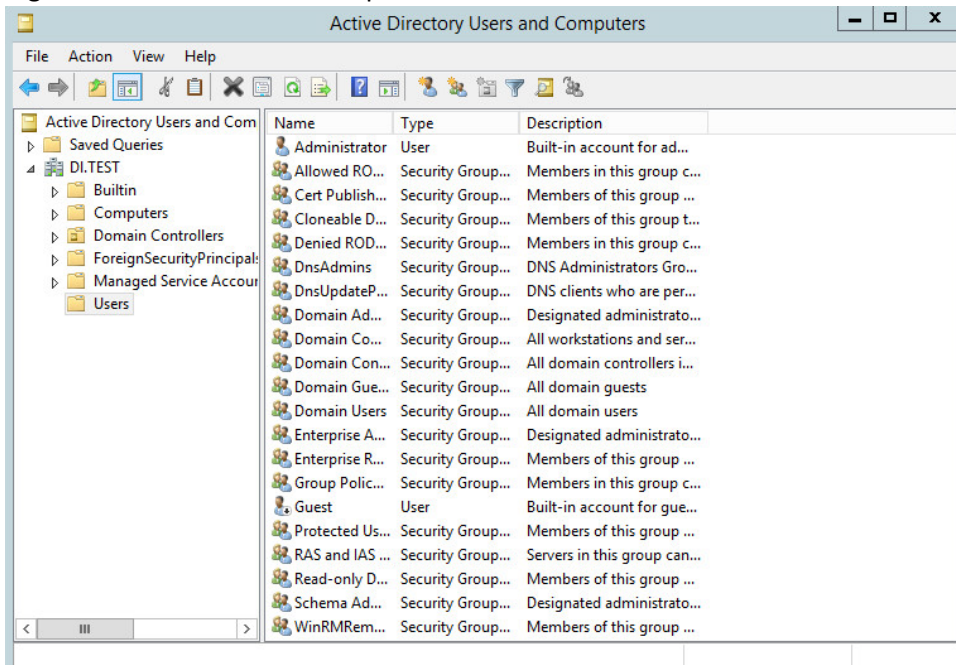 Active Directory Users and Computers
File Action View Help
Active Directory Users and Com
Saved Queries
DI.TEST
Builtin
Computers
Domain Controllers
ForeignSecurityPrincipals
Managed Service Accour
Users
Name Type Description
Administrator User Built-in account for ad...
Allowed RO... Security Group... Members in this group c...
Cert Publish... Security Group... Members of this group ...
Cloneable D... Security Group... Members of this group t...
Denied ROD... Security Group... Members in this group c...
DnsAdmins Security Group... DNS Administrators Gro...
DnsUpdateP... Security Group... DNS clients who are per...
Domain Ad... Security Group... Designated administrato...
Domain Co... Security Group... All workstations and ser...
Domain Con... Security Group... All domain controllers i...
Domain Gue... Security Group... All domain guests
Domain Users Security Group... All domain users
Enterprise A... Security Group... Designated administrato...
Enterprise R... Security Group... Members of this group ...
Group Polic... Security Group... Members in this group c...
Guest User Built-in account for gue...
Protected Us... Security Group... Members of this group ...
RAS and IAS ... Security Group... Servers in this group can...
Read-only D... Security Group... Members of this group ...
Schema Ad... Security Group... Designated administrato...
WinRMRem... Security Group... Members of this group ...